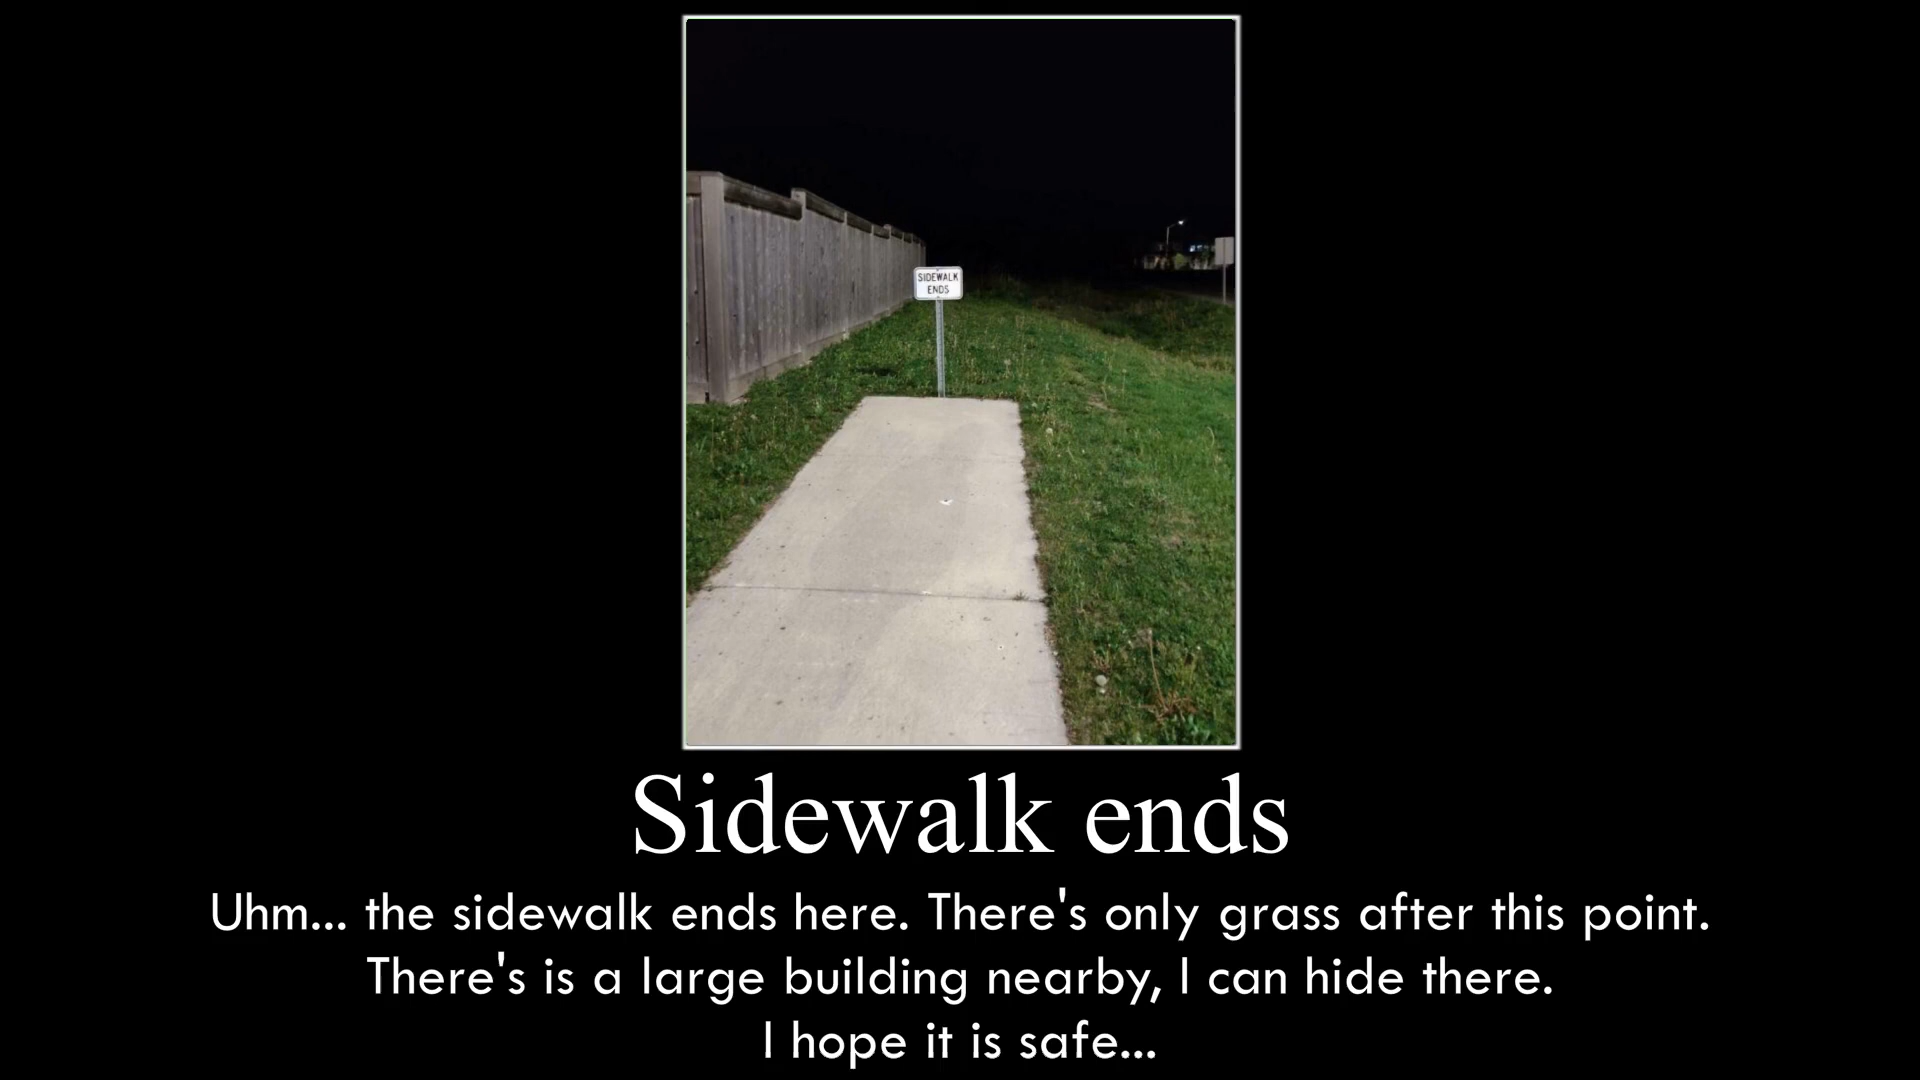 SIDEWALK
ENDS
Sidewalk ends
Uhm... the sidewalk ends here. There's only grass after this point.
There's is a large building nearby, I can hide there.
I hope it is safe...